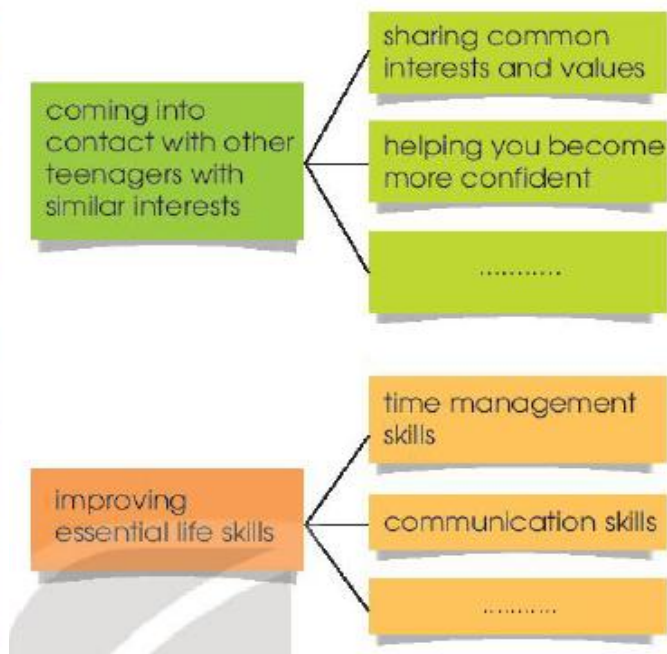 coming into
contact with other
teenagers with
similar interests
sharing common
interests and values
helping you become
more confident
...........
improving
essential life skills
time management
skills
communication skills
..........